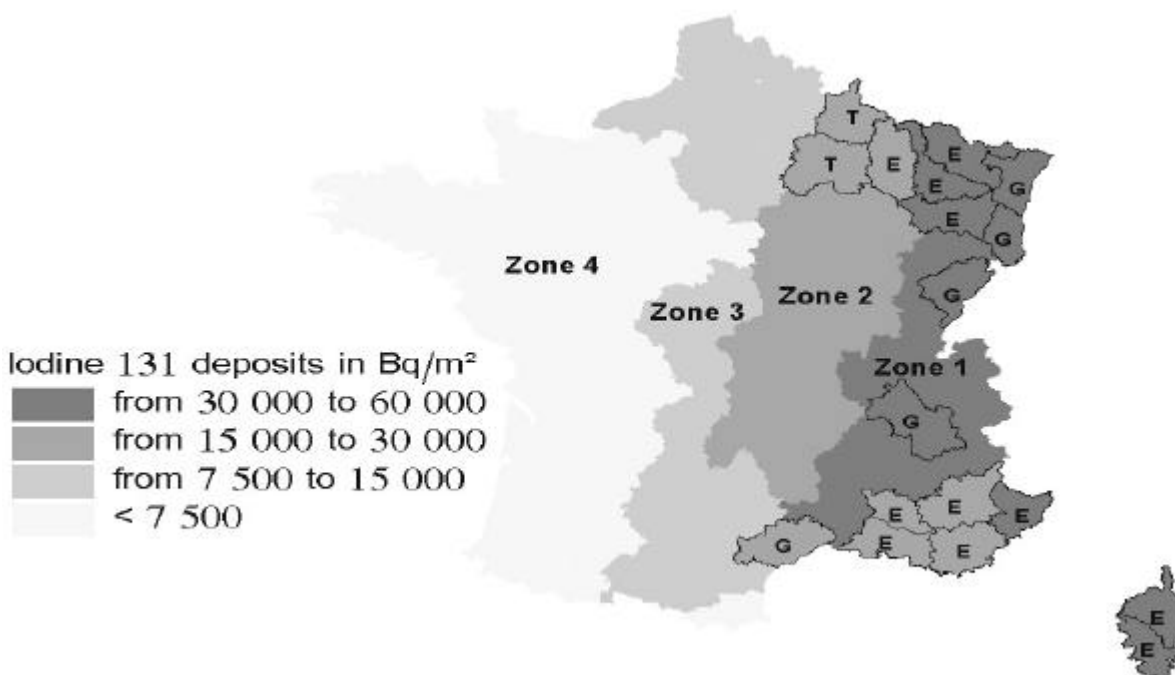 T
T
E
E
E
G
E
G
Zone 4
G
Zone 2
Zone 3
Zone 1
G
Iodine 131 deposits in Bq/m²
from 30 000 to 60 000
from 15 000 to 30 000
from 7 500 to 15 000
< 7 500
E
E
E
E
E
G
E
E